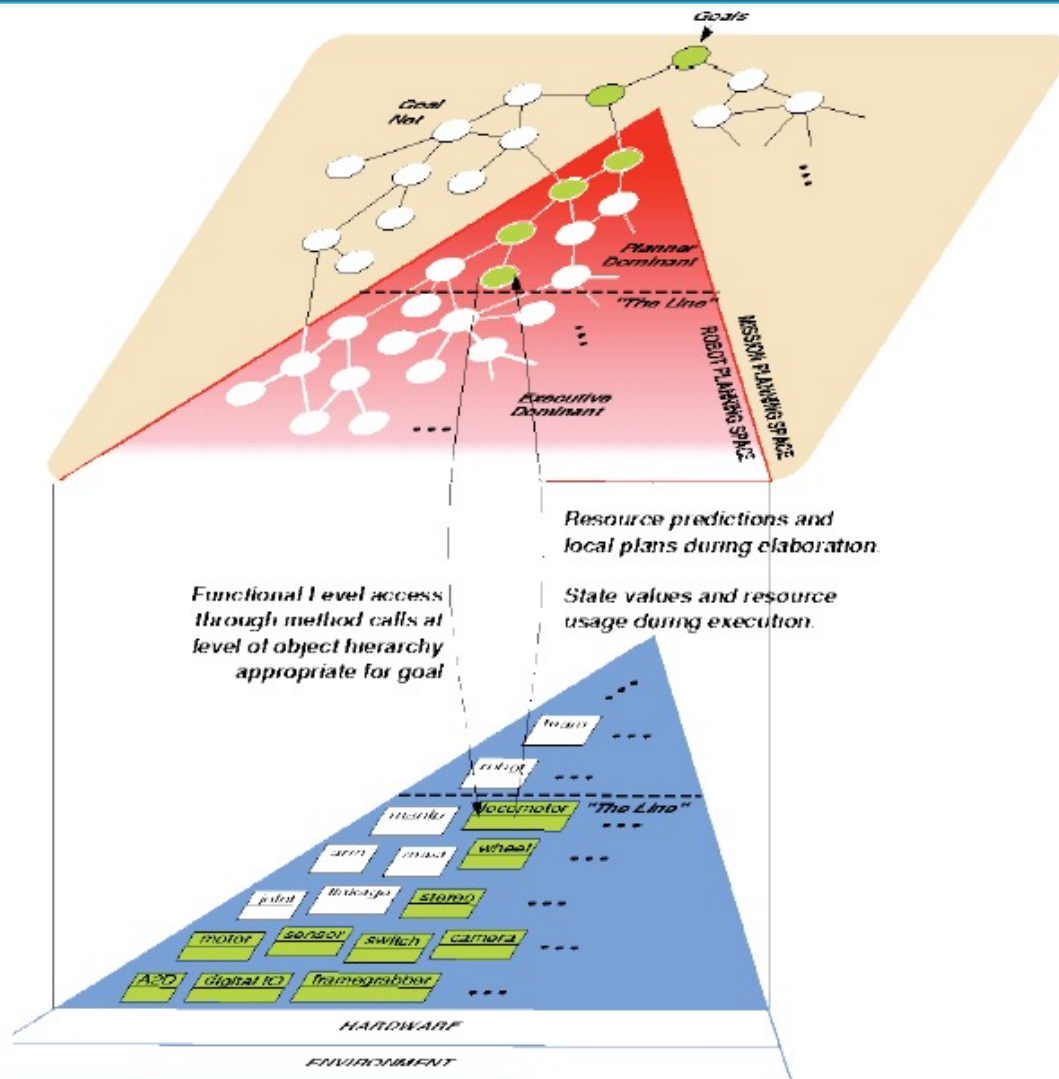 Goals
Goal
Net
Planner
Dominant
"The Line"
Executive
Dominant
...
ROBOT PLANNING SPACE
MISSION PLANNING SPACE
Resource predictions and
local plans during elaboration.
Functional Level access
through method calls at
level of object hierarchy
appropriate for goal
State values and resource
usage during execution.
team
robot
"The Line"
manip
locomotor
arm
mast
wheel
joint
linkage
stereo
motor
sensor
switch
camera
A2D
digital IO
framegrabber
HARDWARE
ENVIRONMENT